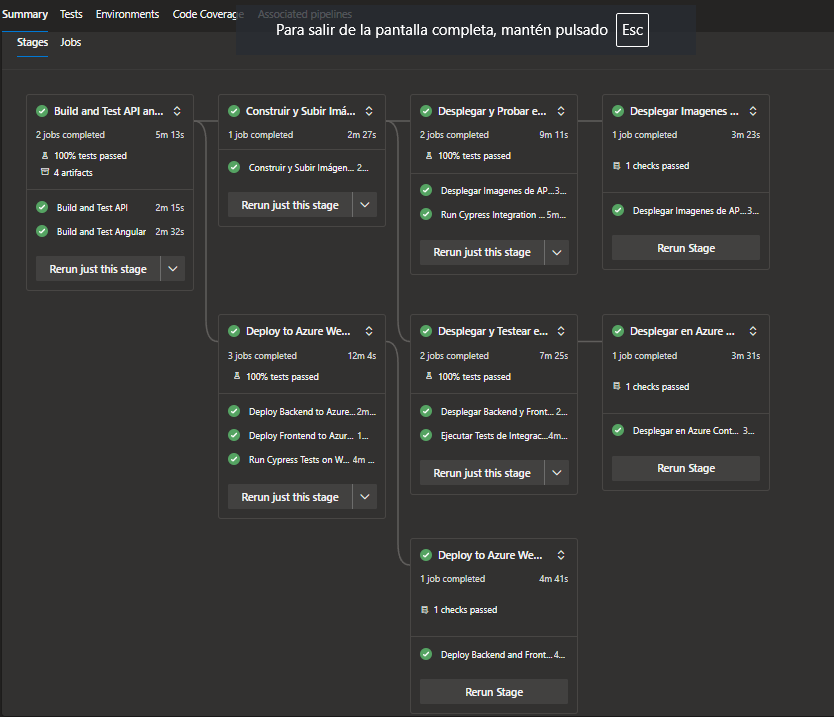 Summary Tests Environments Code Coverage Associated pipelines
Para salir de la pantalla completa, mantén pulsado Esc
Stages Jobs
Build and Test API an...
2 jobs completed 5m 13s
100% tests passed
4 artifacts
Build and Test API 2m 15s
Build and Test Angular 2m 32s
Rerun just this stage
Construir y Subir Imá...
1 job completed 2m 27s
Construir y Subir Imágen... 2...
Rerun just this stage
Desplegar y Probar e...
2 jobs completed 9m 11s
100% tests passed
Desplegar Imagenes de AP...3...
Run Cypress Integration ... 5m...
Rerun just this stage
Desplegar Imagenes ...
1 job completed 3m 23s
1 checks passed
Desplegar Imagenes de AP...3...
Rerun Stage
Deploy to Azure We...
3 jobs completed 12m 4s
100% tests passed
Deploy Backend to Azure... 2m...
Deploy Frontend to Azur... 1...
Run Cypress Tests on W... 4m ...
Rerun just this stage
Desplegar y Testear e...
2 jobs completed 7m 25s
100% tests passed
Desplegar Backend y Front... 2...
Ejecutar Tests de Integrac...4m...
Rerun just this stage
Desplegar en Azure ...
1 job completed 3m 31s
1 checks passed
Desplegar en Azure Cont... 3...
Rerun Stage
Deploy to Azure We...
1 job completed 4m 41s
1 checks passed
Deploy Backend and Front... 4...
Rerun Stage